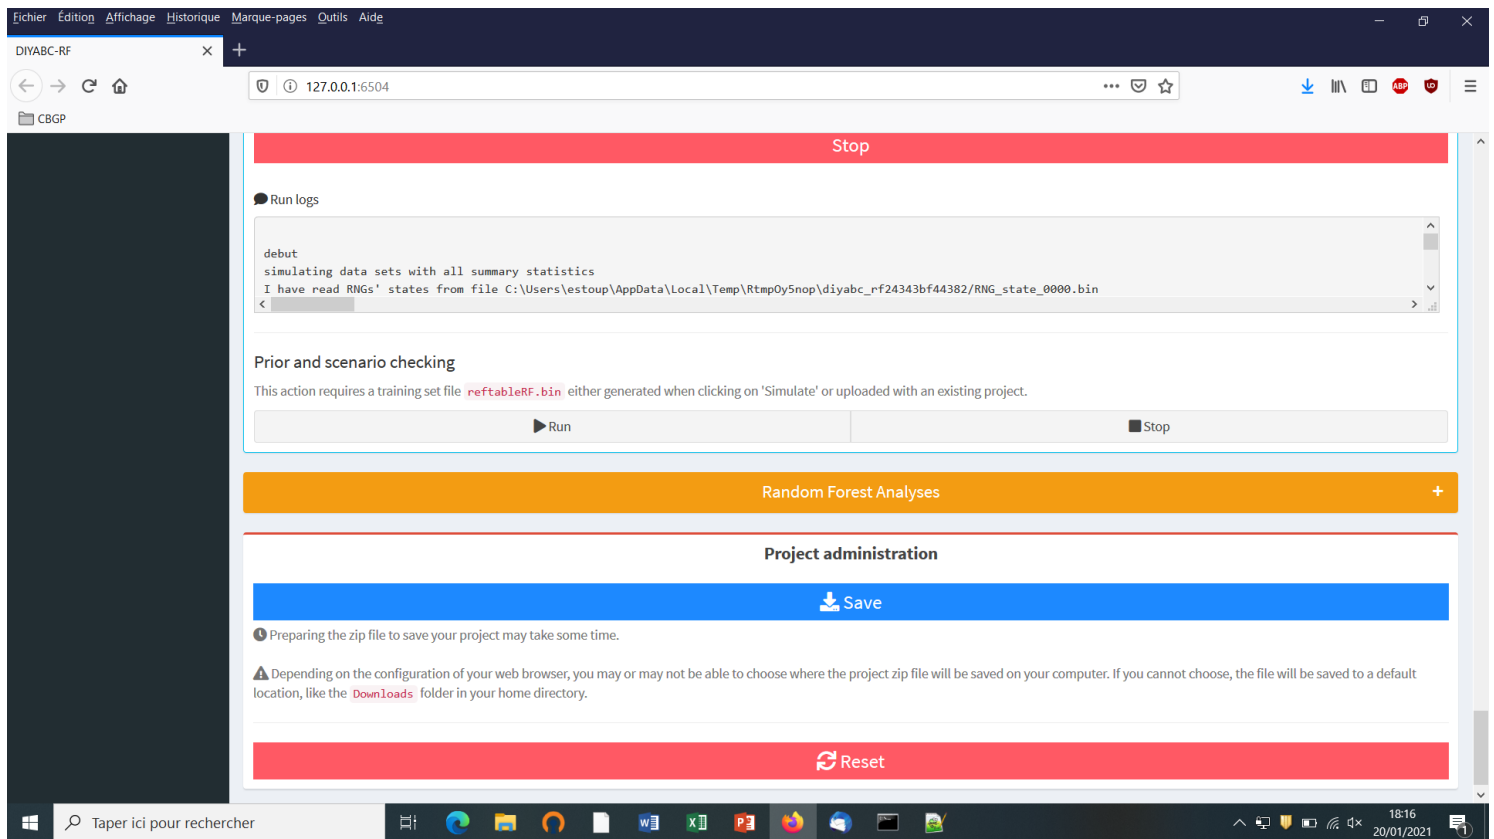 Fichier Édition Affichage Historique Marque-pages Outils Aide
DIYABC-RF
127.0.0.1:6504
ABP
CBGP
Stop
Run logs
debut
simulating data sets with all summary statistics
I have read RNGs' states from file C:\Users\estoup\AppData\Local\Temp\RtmpOy5nop\diyabc_rf24343bf44382/RNG_state_0000.bin
Prior and scenario checking
This action requires a training set file reftableRF.bin either generated when clicking on 'Simulate' or uploaded with an existing project.
Run Stop
Random Forest Analyses +
Project administration
Save
Preparing the zip file to save your project may take some time.
Depending on the configuration of your web browser, you may or may not be able to choose where the project zip file will be saved on your computer. If you cannot choose, the file will be saved to a default
location, like the Downloads folder in your home directory.
Reset
Taper ici pour rechercher
18:16
20/01/2021
1